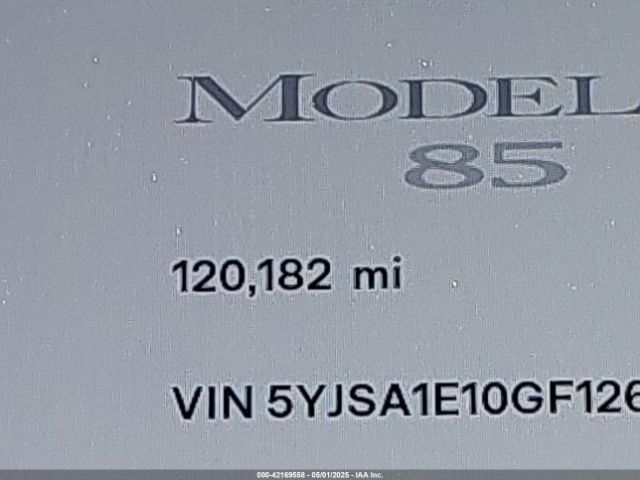 MODEL
85
120,182 mi
VIN 5YJSA1E10GF126
000-42169558 - 05/01/2025 - IAA Inc.